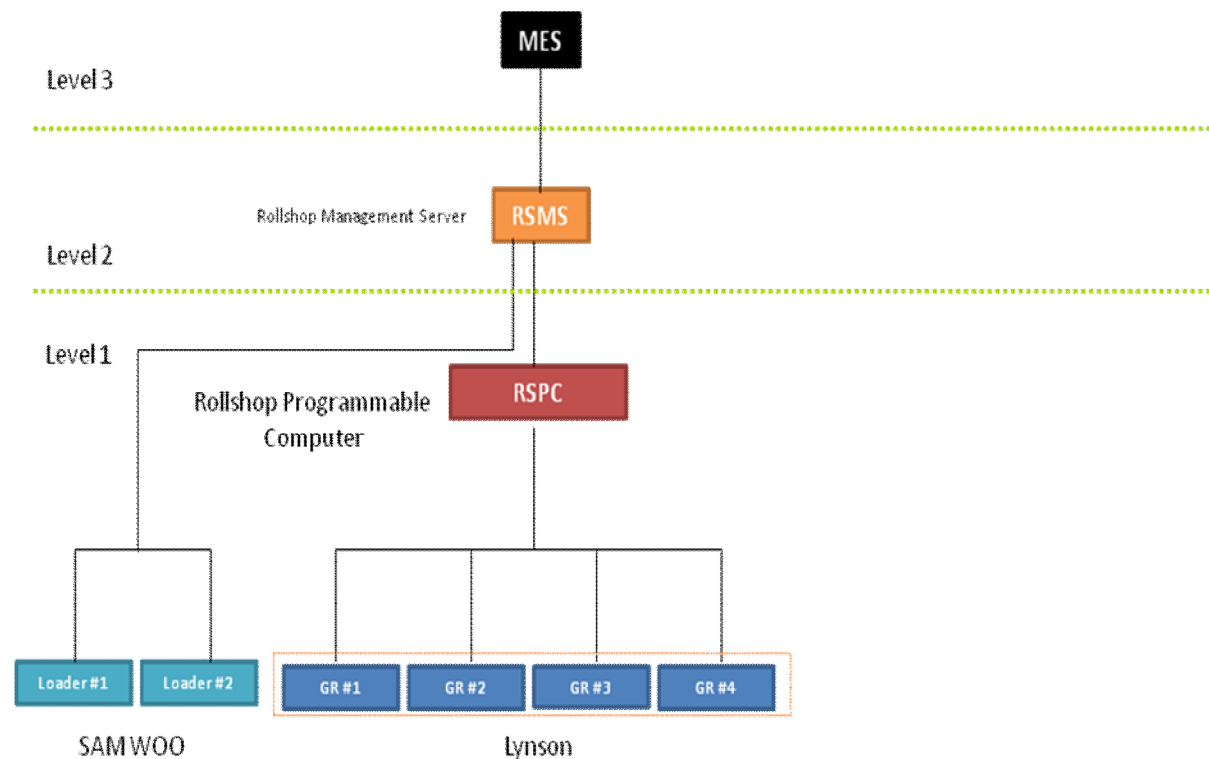 MES
Level 3
Rollshop Management Server
RSMS
Level 2
Level 1
RSPC
Rollshop Programmable
Computer
Loader #1
Loader #2
GR #1
GR #2
GR #3
GR #4
SAM WOO
Lynson